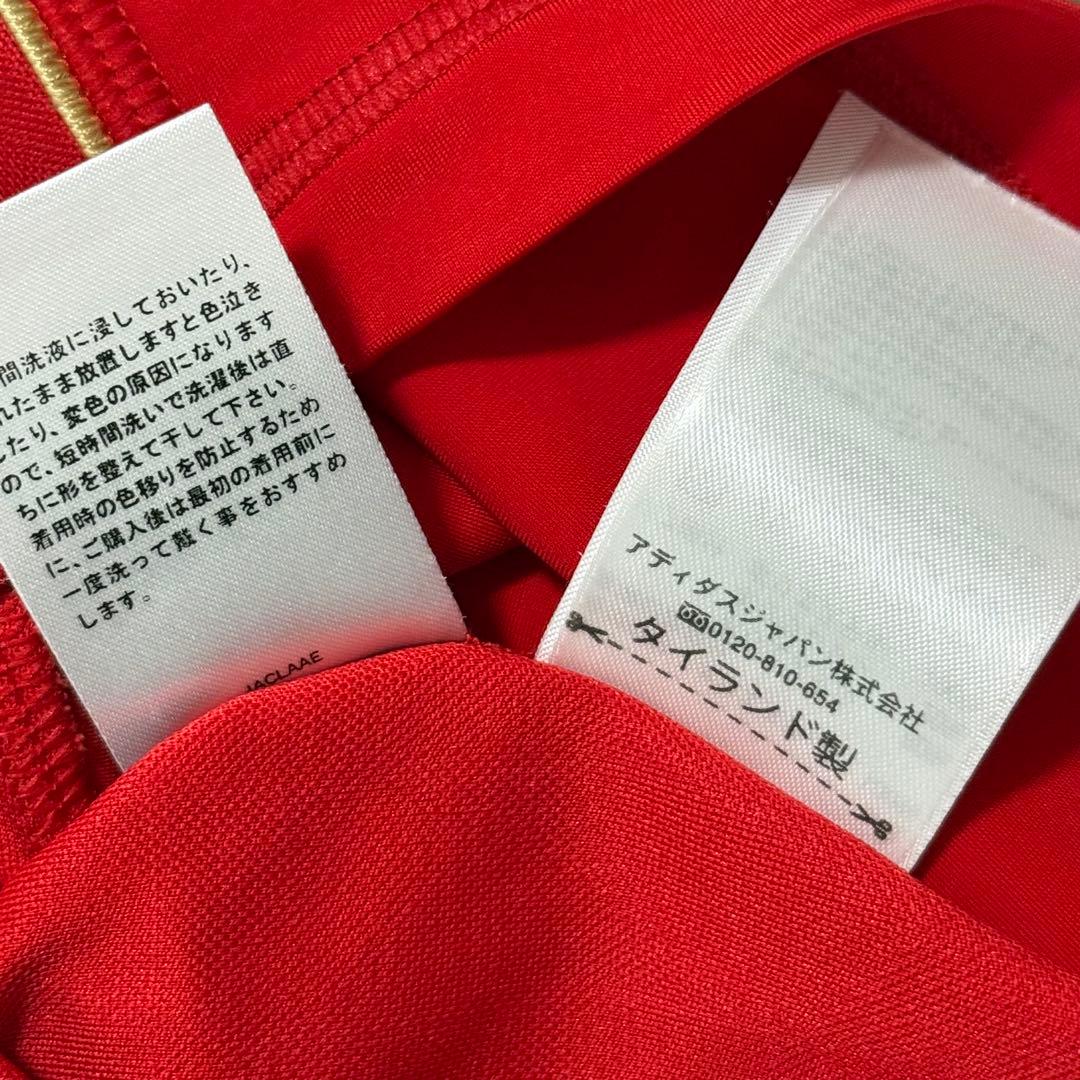 間洗液に浸しておいたり、
れたまま放置しますと色泣き
したり、変色の原因になります
ので、短時間洗いで洗濯後は直
ちに形を整えて干して下さい。
着用時の色移りを防止するため
に、ご購入後は最初の着用前に
一度洗って戴く事をおすすめ
します。
JACLAAE
アディダスジャパン株式会社
0120-810-654
タイランド製